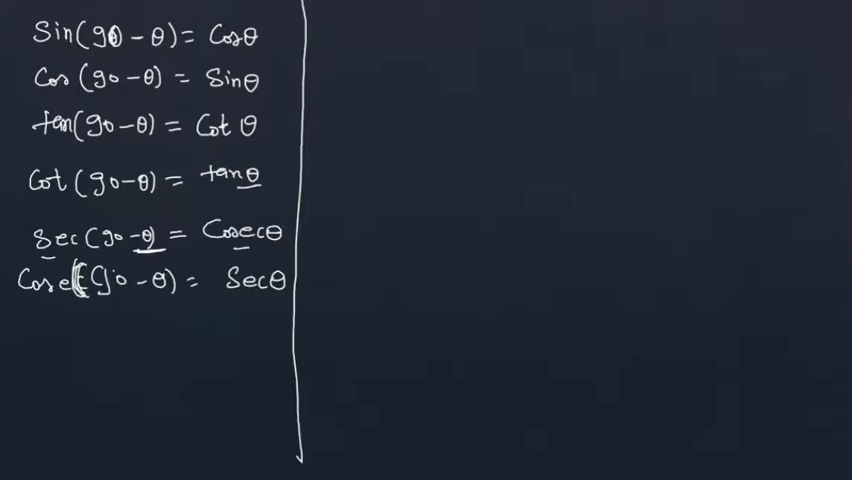 Sin(90 - θ) = Cosθ
Cos (90 - θ) = Sinθ
tan(90 - θ) = Cot θ
Cot (90 - θ) = tanθ
Sec (90 - θ) = Cosecθ
Cosec(90 - θ) = Secθ